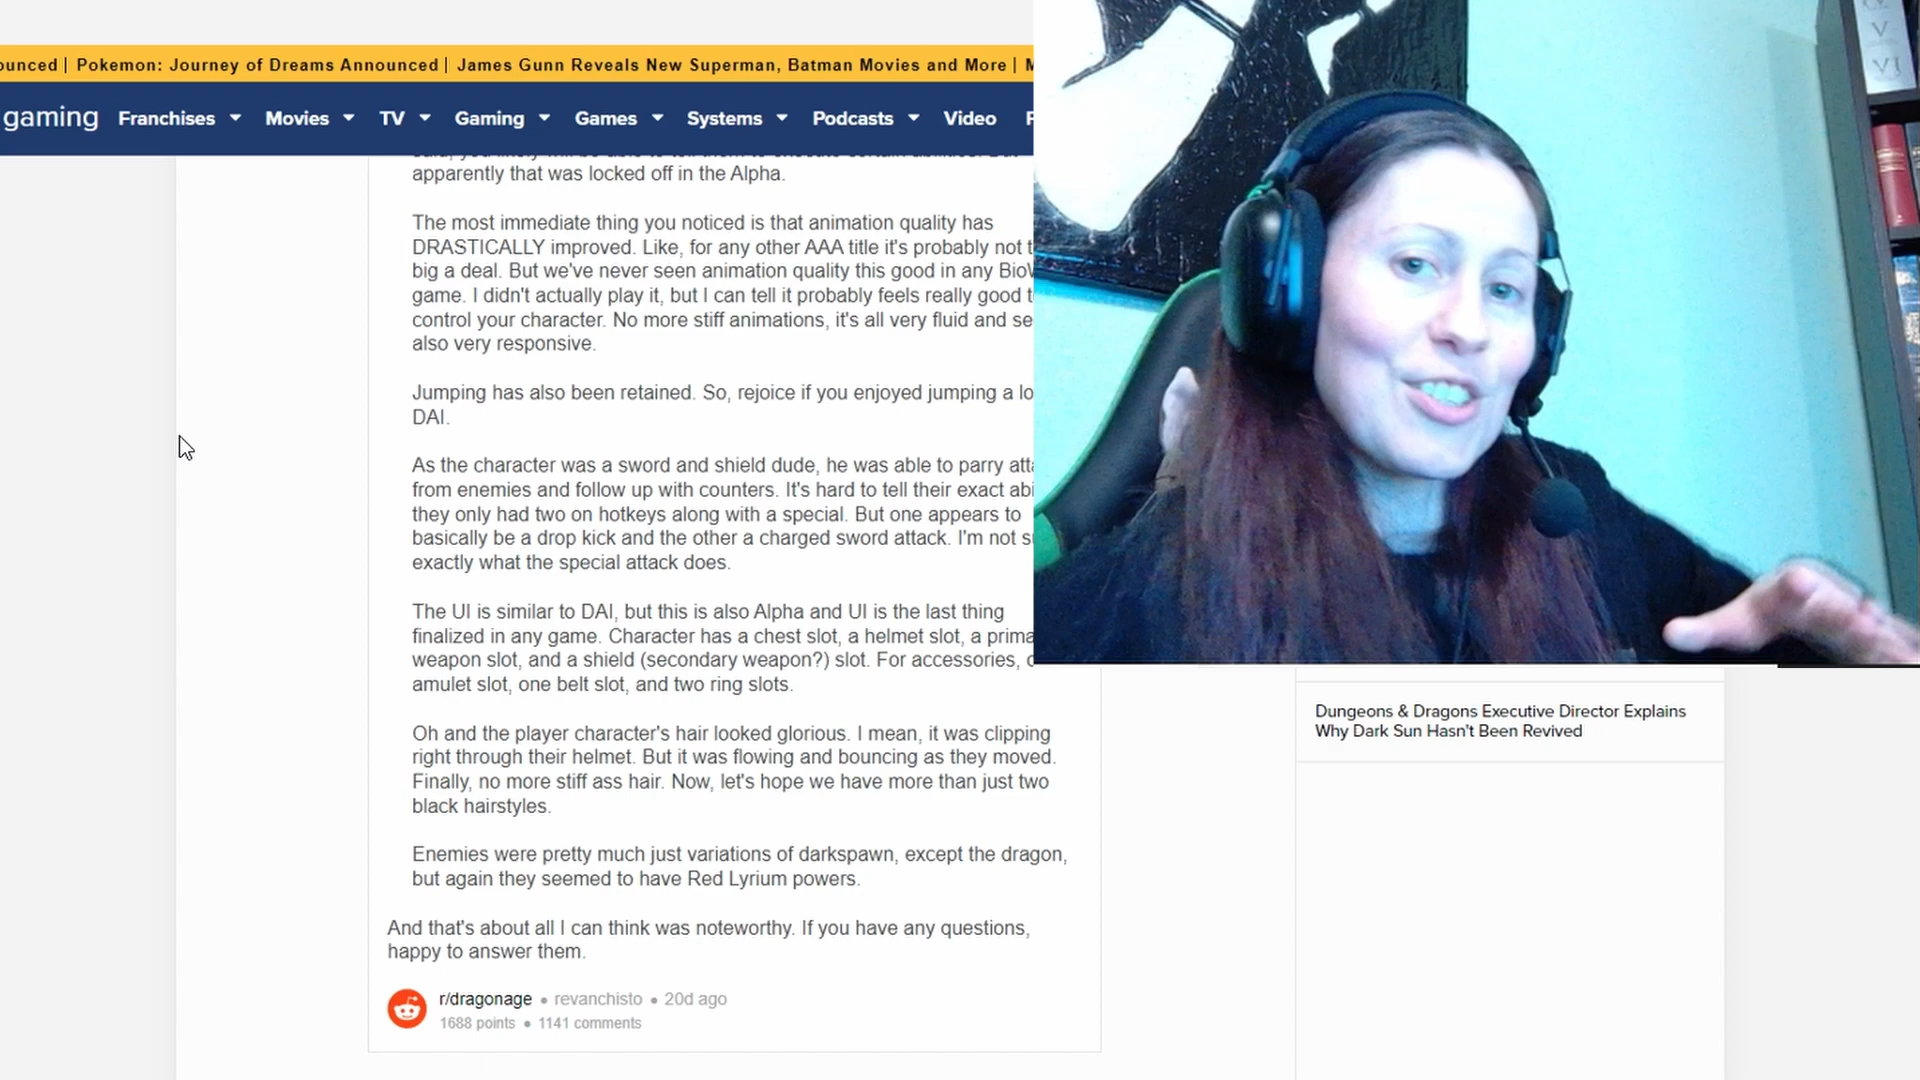 ounced | Pokemon: Journey of Dreams Announced | James Gunn Reveals New Superman, Batman Movies and More | M
gaming Franchises Movies TV Gaming Games Systems Podcasts Video
apparently that was locked off in the Alpha.
The most immediate thing you noticed is that animation quality has
DRASTICALLY improved. Like, for any other AAA title it's probably not t
big a deal. But we've never seen animation quality this good in any Bio
game. I didn't actually play it, but I can tell it probably feels really good t
control your character. No more stiff animations, it's all very fluid and se
also very responsive.
Jumping has also been retained. So, rejoice if you enjoyed jumping a lo
DAI.
As the character was a sword and shield dude, he was able to parry atta
from enemies and follow up with counters. It's hard to tell their exact abi
they only had two on hotkeys along with a special. But one appears to
basically be a drop kick and the other a charged sword attack. I'm not s
exactly what the special attack does.
The UI is similar to DAI, but this is also Alpha and UI is the last thing
finalized in any game. Character has a chest slot, a helmet slot, a prima
weapon slot, and a shield (secondary weapon?) slot. For accessories, o
amulet slot, one belt slot, and two ring slots.
Oh and the player character's hair looked glorious. I mean, it was clipping
right through their helmet. But it was flowing and bouncing as they moved.
Finally, no more stiff ass hair. Now, let's hope we have more than just two
black hairstyles.
Enemies were pretty much just variations of darkspawn, except the dragon,
but again they seemed to have Red Lyrium powers.
And that's about all I can think was noteworthy. If you have any questions,
happy to answer them.
r/dragonage • revanchisto • 20d ago
1688 points • 1141 comments
Dungeons & Dragons Executive Director Explains
Why Dark Sun Hasn't Been Revived
V
VI